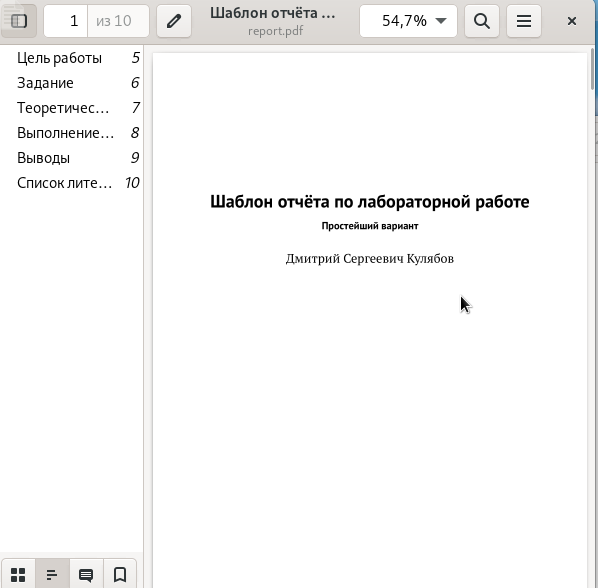 1 из 10
Шаблон отчёта ...
report.pdf
54,7%
Цель работы 5
Задание 6
Теоретичес... 7
Выполнение... 8
Выводы 9
Список лите... 10
Шаблон отчёта по лабораторной работе
Простейший вариант
Дмитрий Сергеевич Кулябов